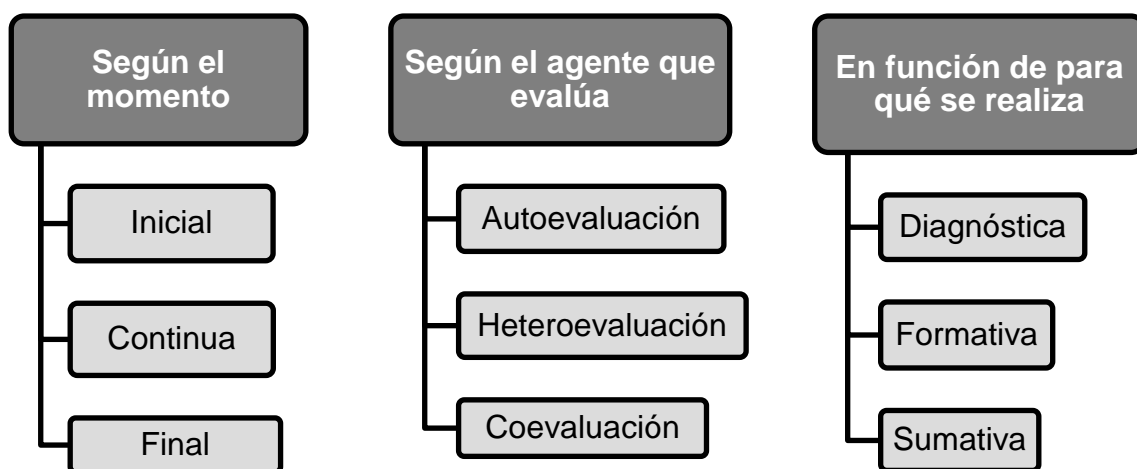 Según el
momento
Inicial
Continua
Final
Según el agente que
evalúa
Autoevaluación
Heteroevaluación
Coevaluación
En función de para
qué se realiza
Diagnóstica
Formativa
Sumativa